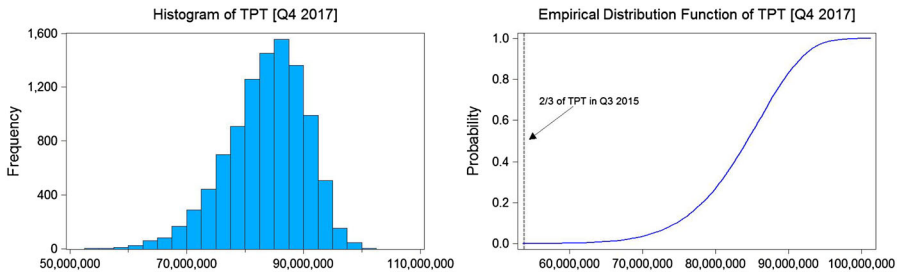 Histogram of TPT [Q4 2017]
Frequency
1,600
1,200
800
400
0
50,000,000 70,000,000 90,000,000 110,000,000
Empirical Distribution Function of TPT [Q4 2017]
Probability
1.0
0.8
0.6
0.4
0.2
0.0
2/3 of TPT in Q3 2015
60,000,000 70,000,000 80,000,000 90,000,000 100,000,000